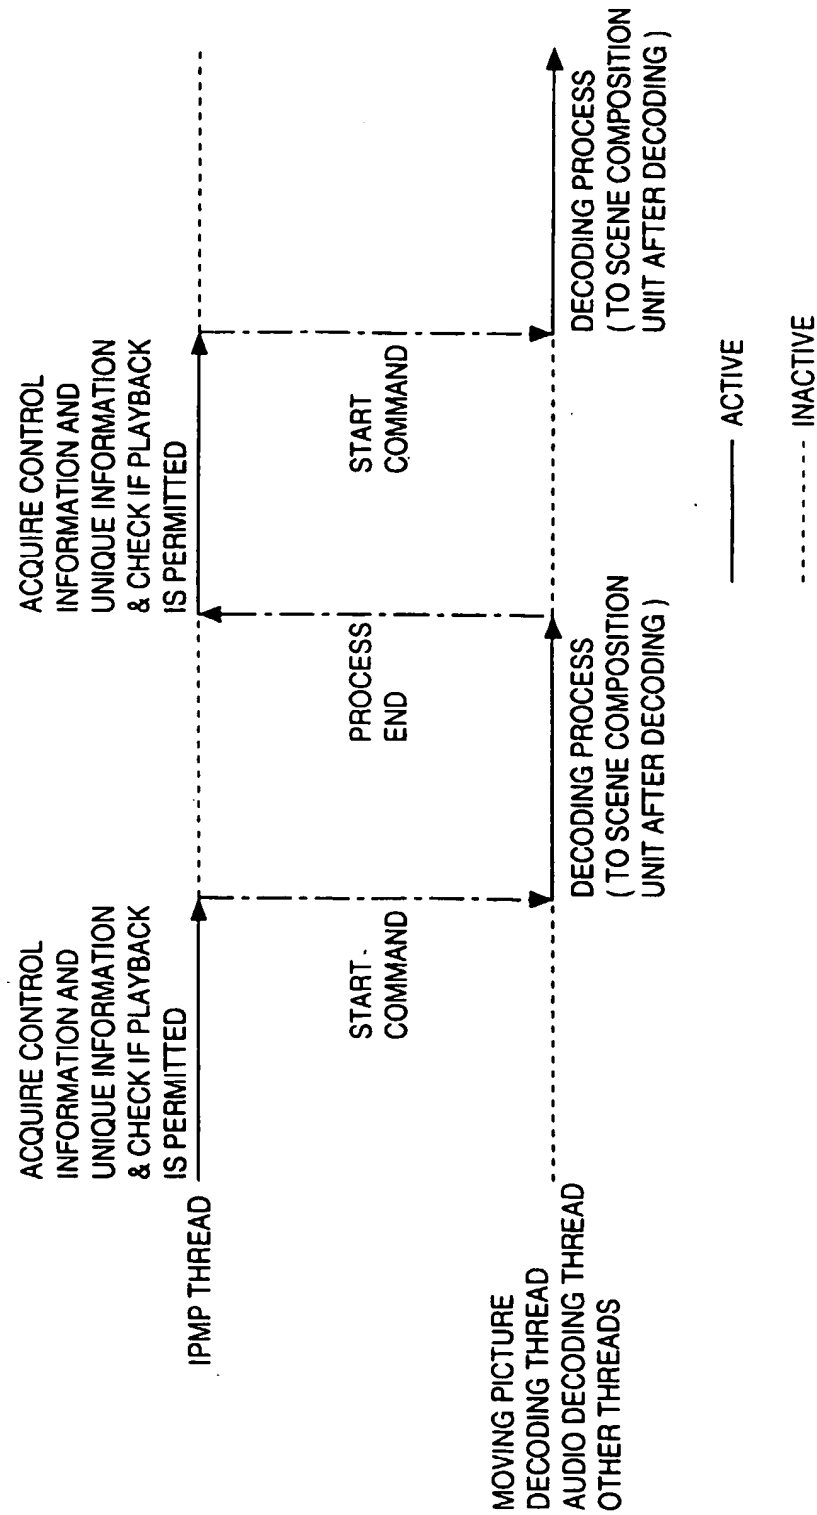 IPMP THREAD
ACQUIRE CONTROL
INFORMATION AND
UNIQUE INFORMATION
& CHECK IF PLAYBACK
IS PERMITTED
ACQUIRE CONTROL
INFORMATION AND
UNIQUE INFORMATION
& CHECK IF PLAYBACK
IS PERMITTED
START
COMMAND
PROCESS
END
START
COMMAND
MOVING PICTURE
DECODING THREAD
AUDIO DECODING THREAD
OTHER THREADS
DECODING PROCESS
( TO SCENE COMPOSITION
UNIT AFTER DECODING )
DECODING PROCESS
( TO SCENE COMPOSITION
UNIT AFTER DECODING )
ACTIVE
INACTIVE